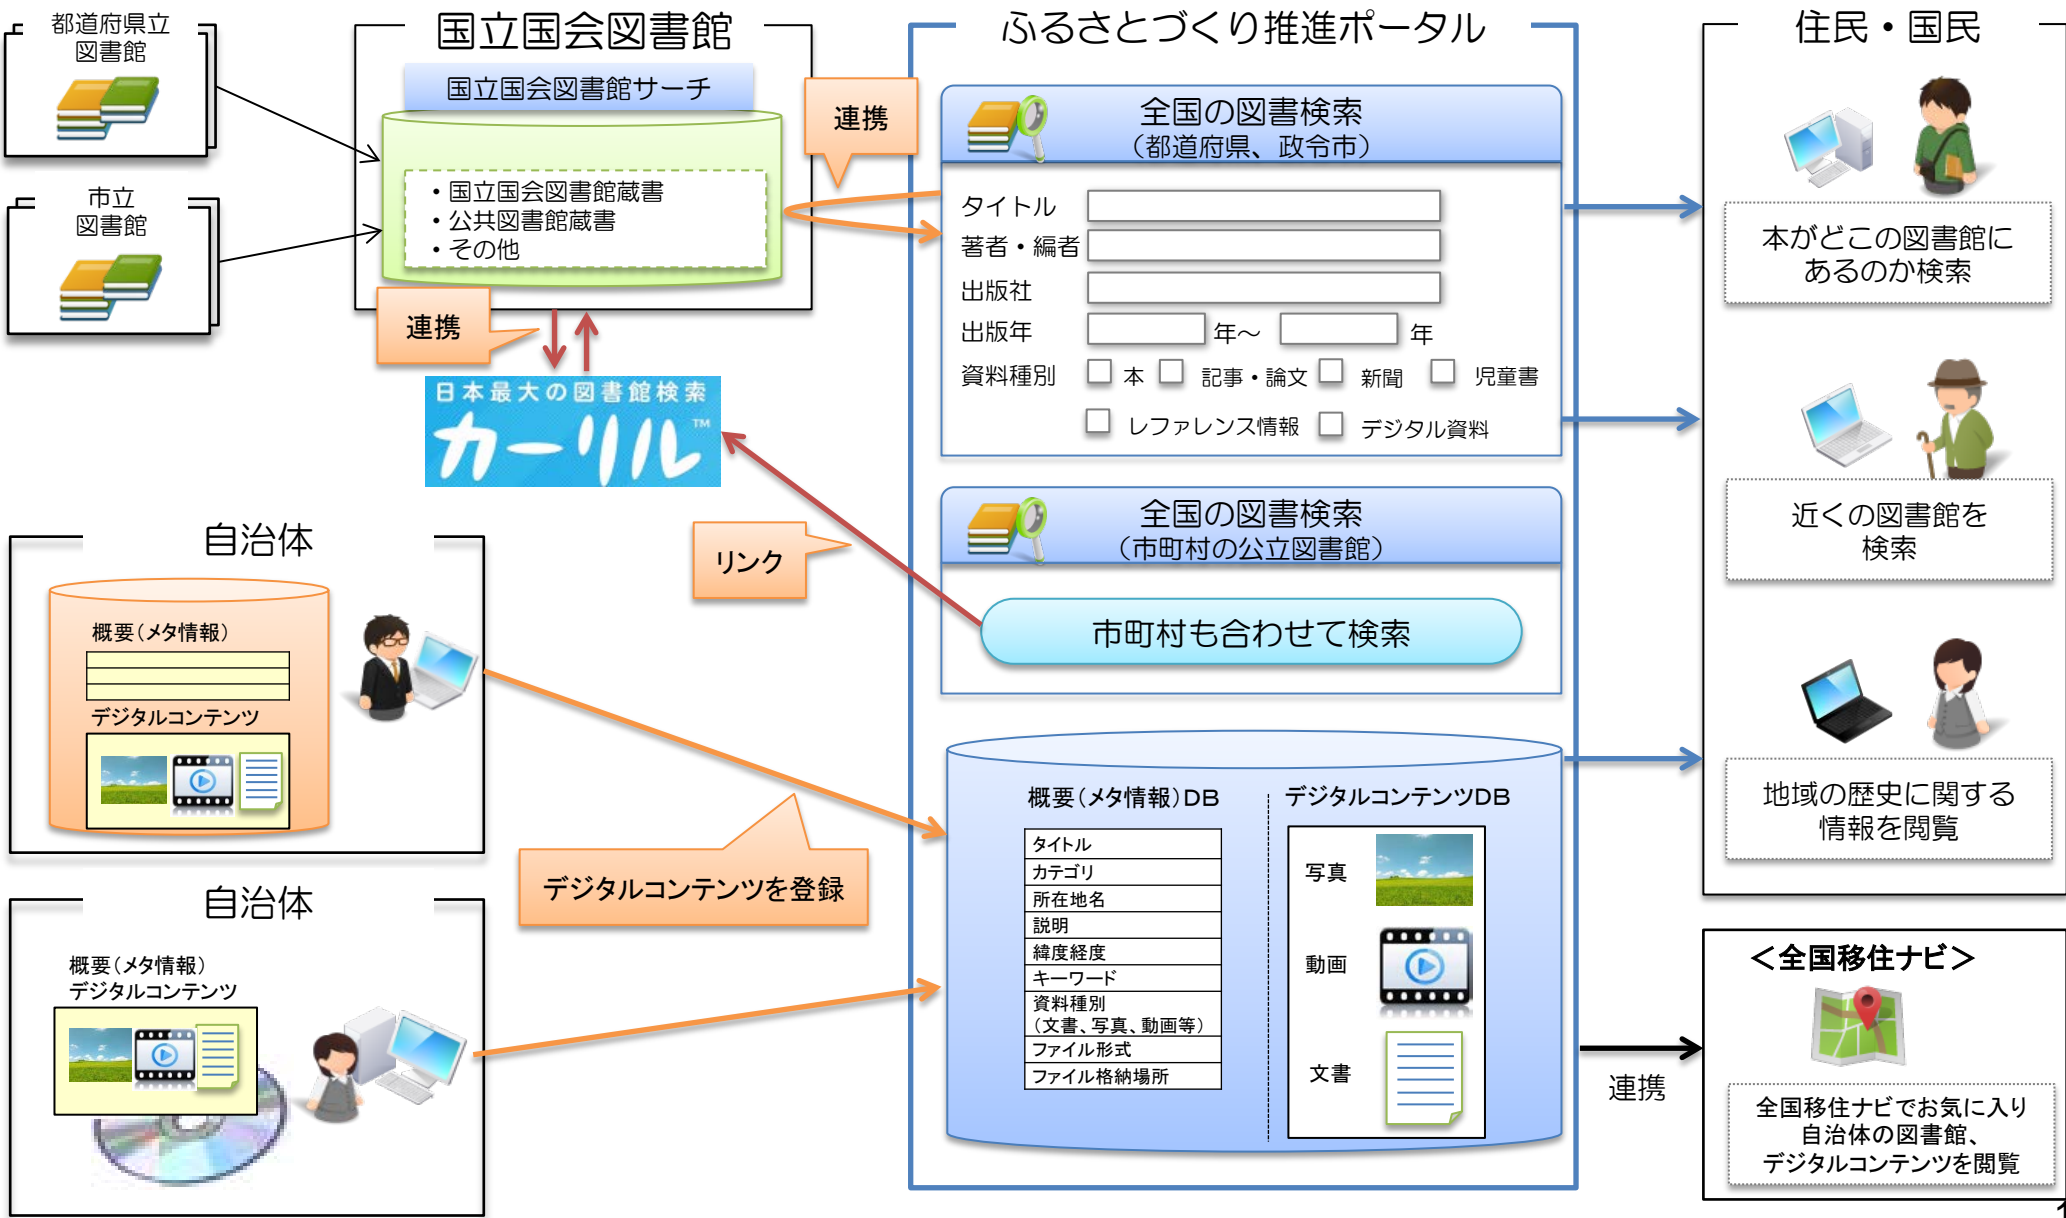 都道府県立
図書館
市立
図書館
国立国会図書館
国立国会図書館サーチ
・国立国会図書館蔵書
・公共図書館蔵書
・その他
連携
連携
日本最大の図書館検索
カーリル™
リンク
自治体
概要(メタ情報)
デジタルコンテンツ
デジタルコンテンツを登録
自治体
概要(メタ情報)
デジタルコンテンツ
ふるさとづくり推進ポータル
全国の図書検索
(都道府県、政令市)
タイトル
著者・編者
出版社
出版年 年～ 年
資料種別 本 記事・論文 新聞 児童書
レファレンス情報 デジタル資料
全国の図書検索
(市町村の公立図書館)
市町村も合わせて検索
概要(メタ情報)DB
タイトル
カテゴリ
所在地名
説明
緯度経度
キーワード
資料種別
(文書、写真、動画等)
ファイル形式
ファイル格納場所
デジタルコンテンツDB
写真
動画
文書
住民・国民
本がどこの図書館に
あるのか検索
近くの図書館を
検索
地域の歴史に関する
情報を閲覧
連携
＜全国移住ナビ＞
全国移住ナビでお気に入り
自治体の図書館、
デジタルコンテンツを閲覧